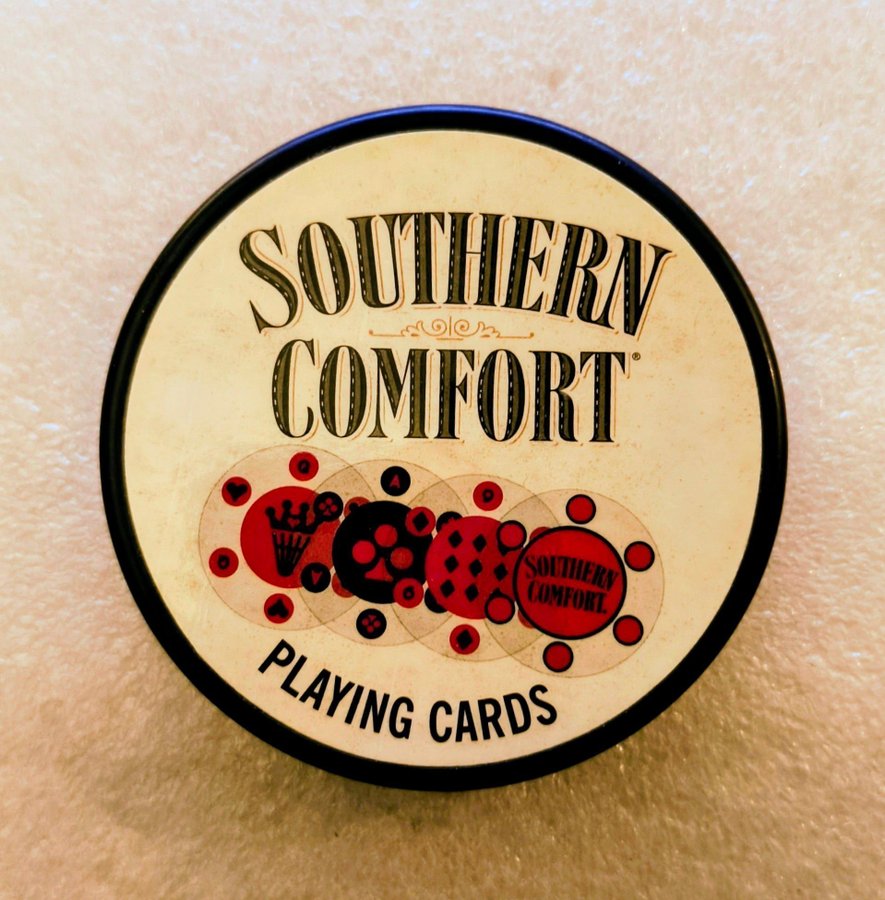 SOUTHERN
COMFORT®
Q
A
Q
A
SOUTHERN
COMFORT.
PLAYING CARDS